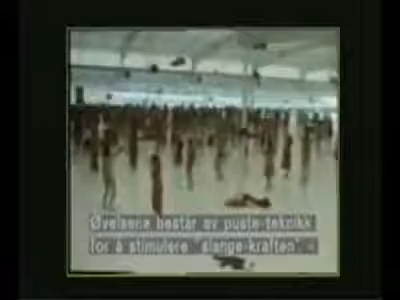 Øvelsene består av puste-teknikk
for å stimulere "slange-kraften".